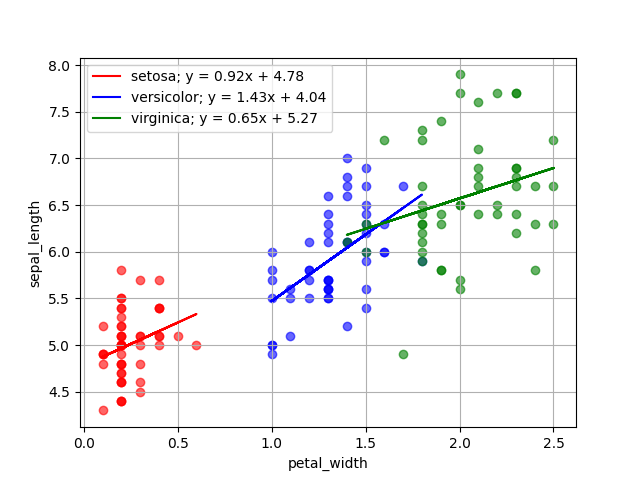 setosa; y = 0.92x + 4.78
versicolor; y = 1.43x + 4.04
virginica; y = 0.65x + 5.27
sepal_length
8.0
7.5
7.0
6.5
6.0
5.5
5.0
4.5
0.0 0.5 1.0 1.5 2.0 2.5
petal_width